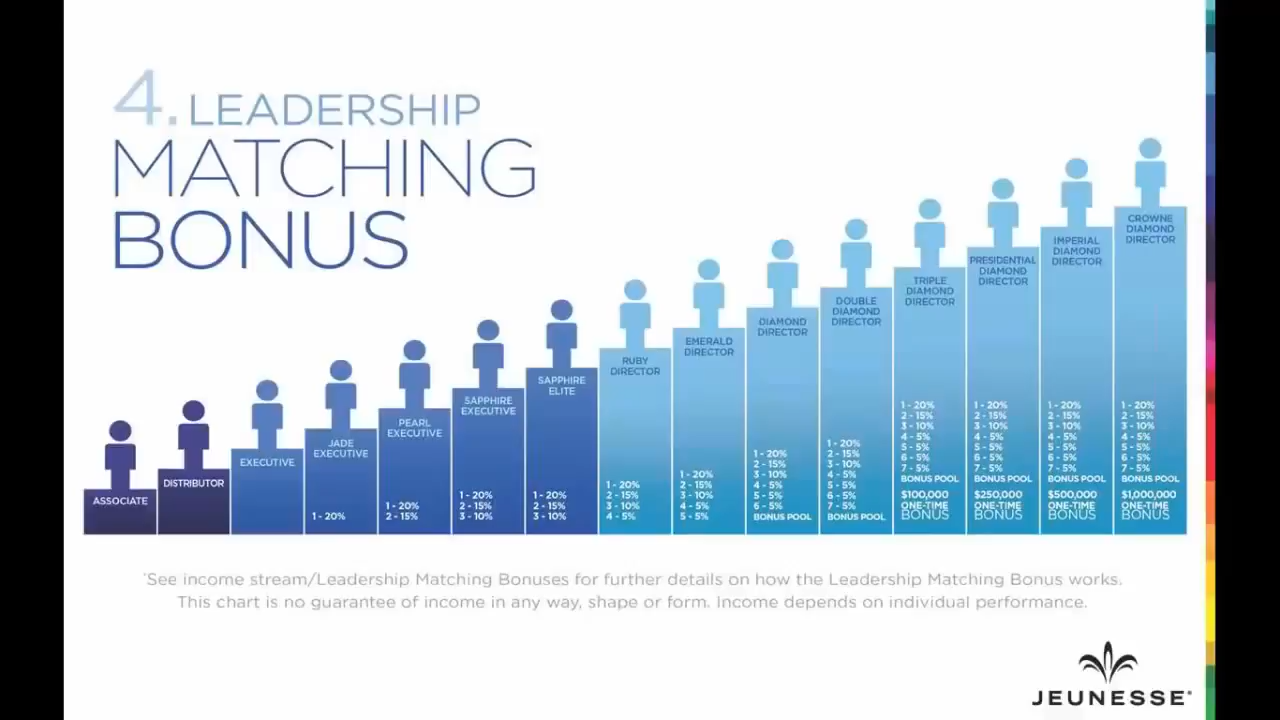 4. LEADERSHIP
MATCHING
BONUS
ASSOCIATE
DISTRIBUTOR
EXECUTIVE
JADE
EXECUTIVE
1 - 20%
PEARL
EXECUTIVE
1 - 20%
2 - 15%
SAPPHIRE
EXECUTIVE
1 - 20%
2 - 15%
3 - 10%
SAPPHIRE
ELITE
1 - 20%
2 - 15%
3 - 10%
RUBY
DIRECTOR
1 - 20%
2 - 15%
3 - 10%
4 - 5%
EMERALD
DIRECTOR
1 - 20%
2 - 15%
3 - 10%
4 - 5%
5 - 5%
DIAMOND
DIRECTOR
1 - 20%
2 - 15%
3 - 10%
4 - 5%
5 - 5%
6 - 5%
BONUS POOL
DOUBLE
DIAMOND
DIRECTOR
1 - 20%
2 - 15%
3 - 10%
4 - 5%
5 - 5%
6 - 5%
7 - 5%
BONUS POOL
TRIPLE
DIAMOND
DIRECTOR
1 - 20%
2 - 15%
3 - 10%
4 - 5%
5 - 5%
6 - 5%
7 - 5%
BONUS POOL
$100,000
ONE-TIME
BONUS
PRESIDENTIAL
DIAMOND
DIRECTOR
1 - 20%
2 - 15%
3 - 10%
4 - 5%
5 - 5%
6 - 5%
7 - 5%
BONUS POOL
$250,000
ONE-TIME
BONUS
IMPERIAL
DIAMOND
DIRECTOR
1 - 20%
2 - 15%
3 - 10%
4 - 5%
5 - 5%
6 - 5%
7 - 5%
BONUS POOL
$500,000
ONE-TIME
BONUS
CROWNE
DIAMOND
DIRECTOR
1 - 20%
2 - 15%
3 - 10%
4 - 5%
5 - 5%
6 - 5%
7 - 5%
BONUS POOL
$1,000,000
ONE-TIME
BONUS
*See income stream/Leadership Matching Bonuses for further details on how the Leadership Matching Bonus works.
This chart is no guarantee of income in any way, shape or form. Income depends on individual performance.
JEUNESSE